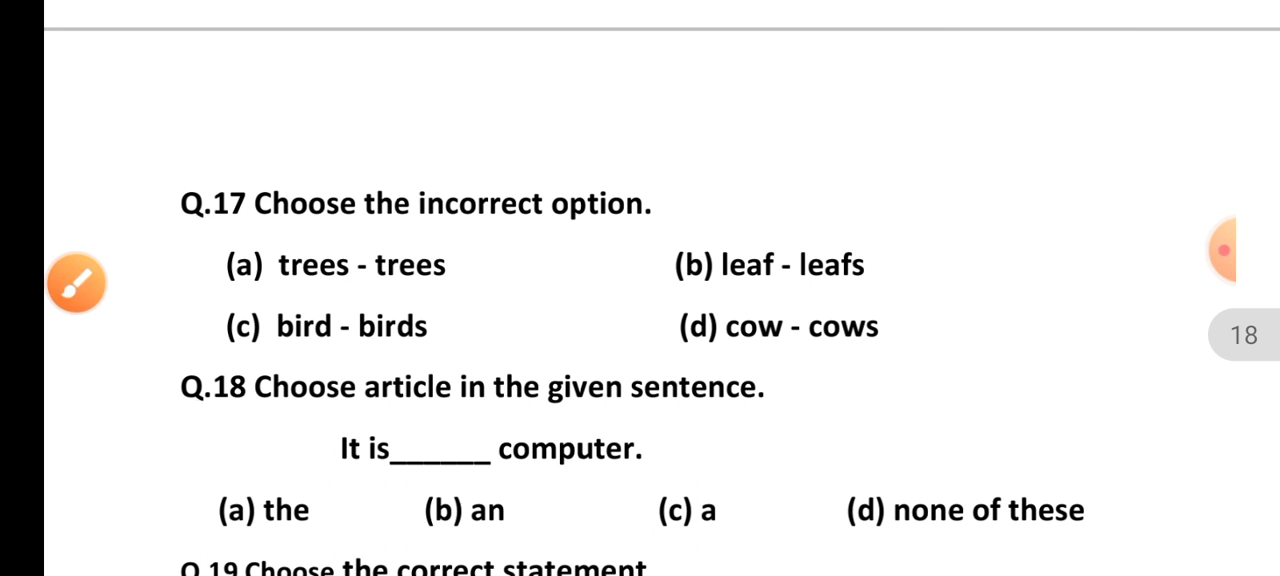 Q.17 Choose the incorrect option.
(a) trees - trees (b) leaf - leafs
(c) bird - birds (d) cow - cows
18
Q.18 Choose article in the given sentence.
It is______ computer.
(a) the (b) an (c) a (d) none of these
Q.19 Choose the correct statement